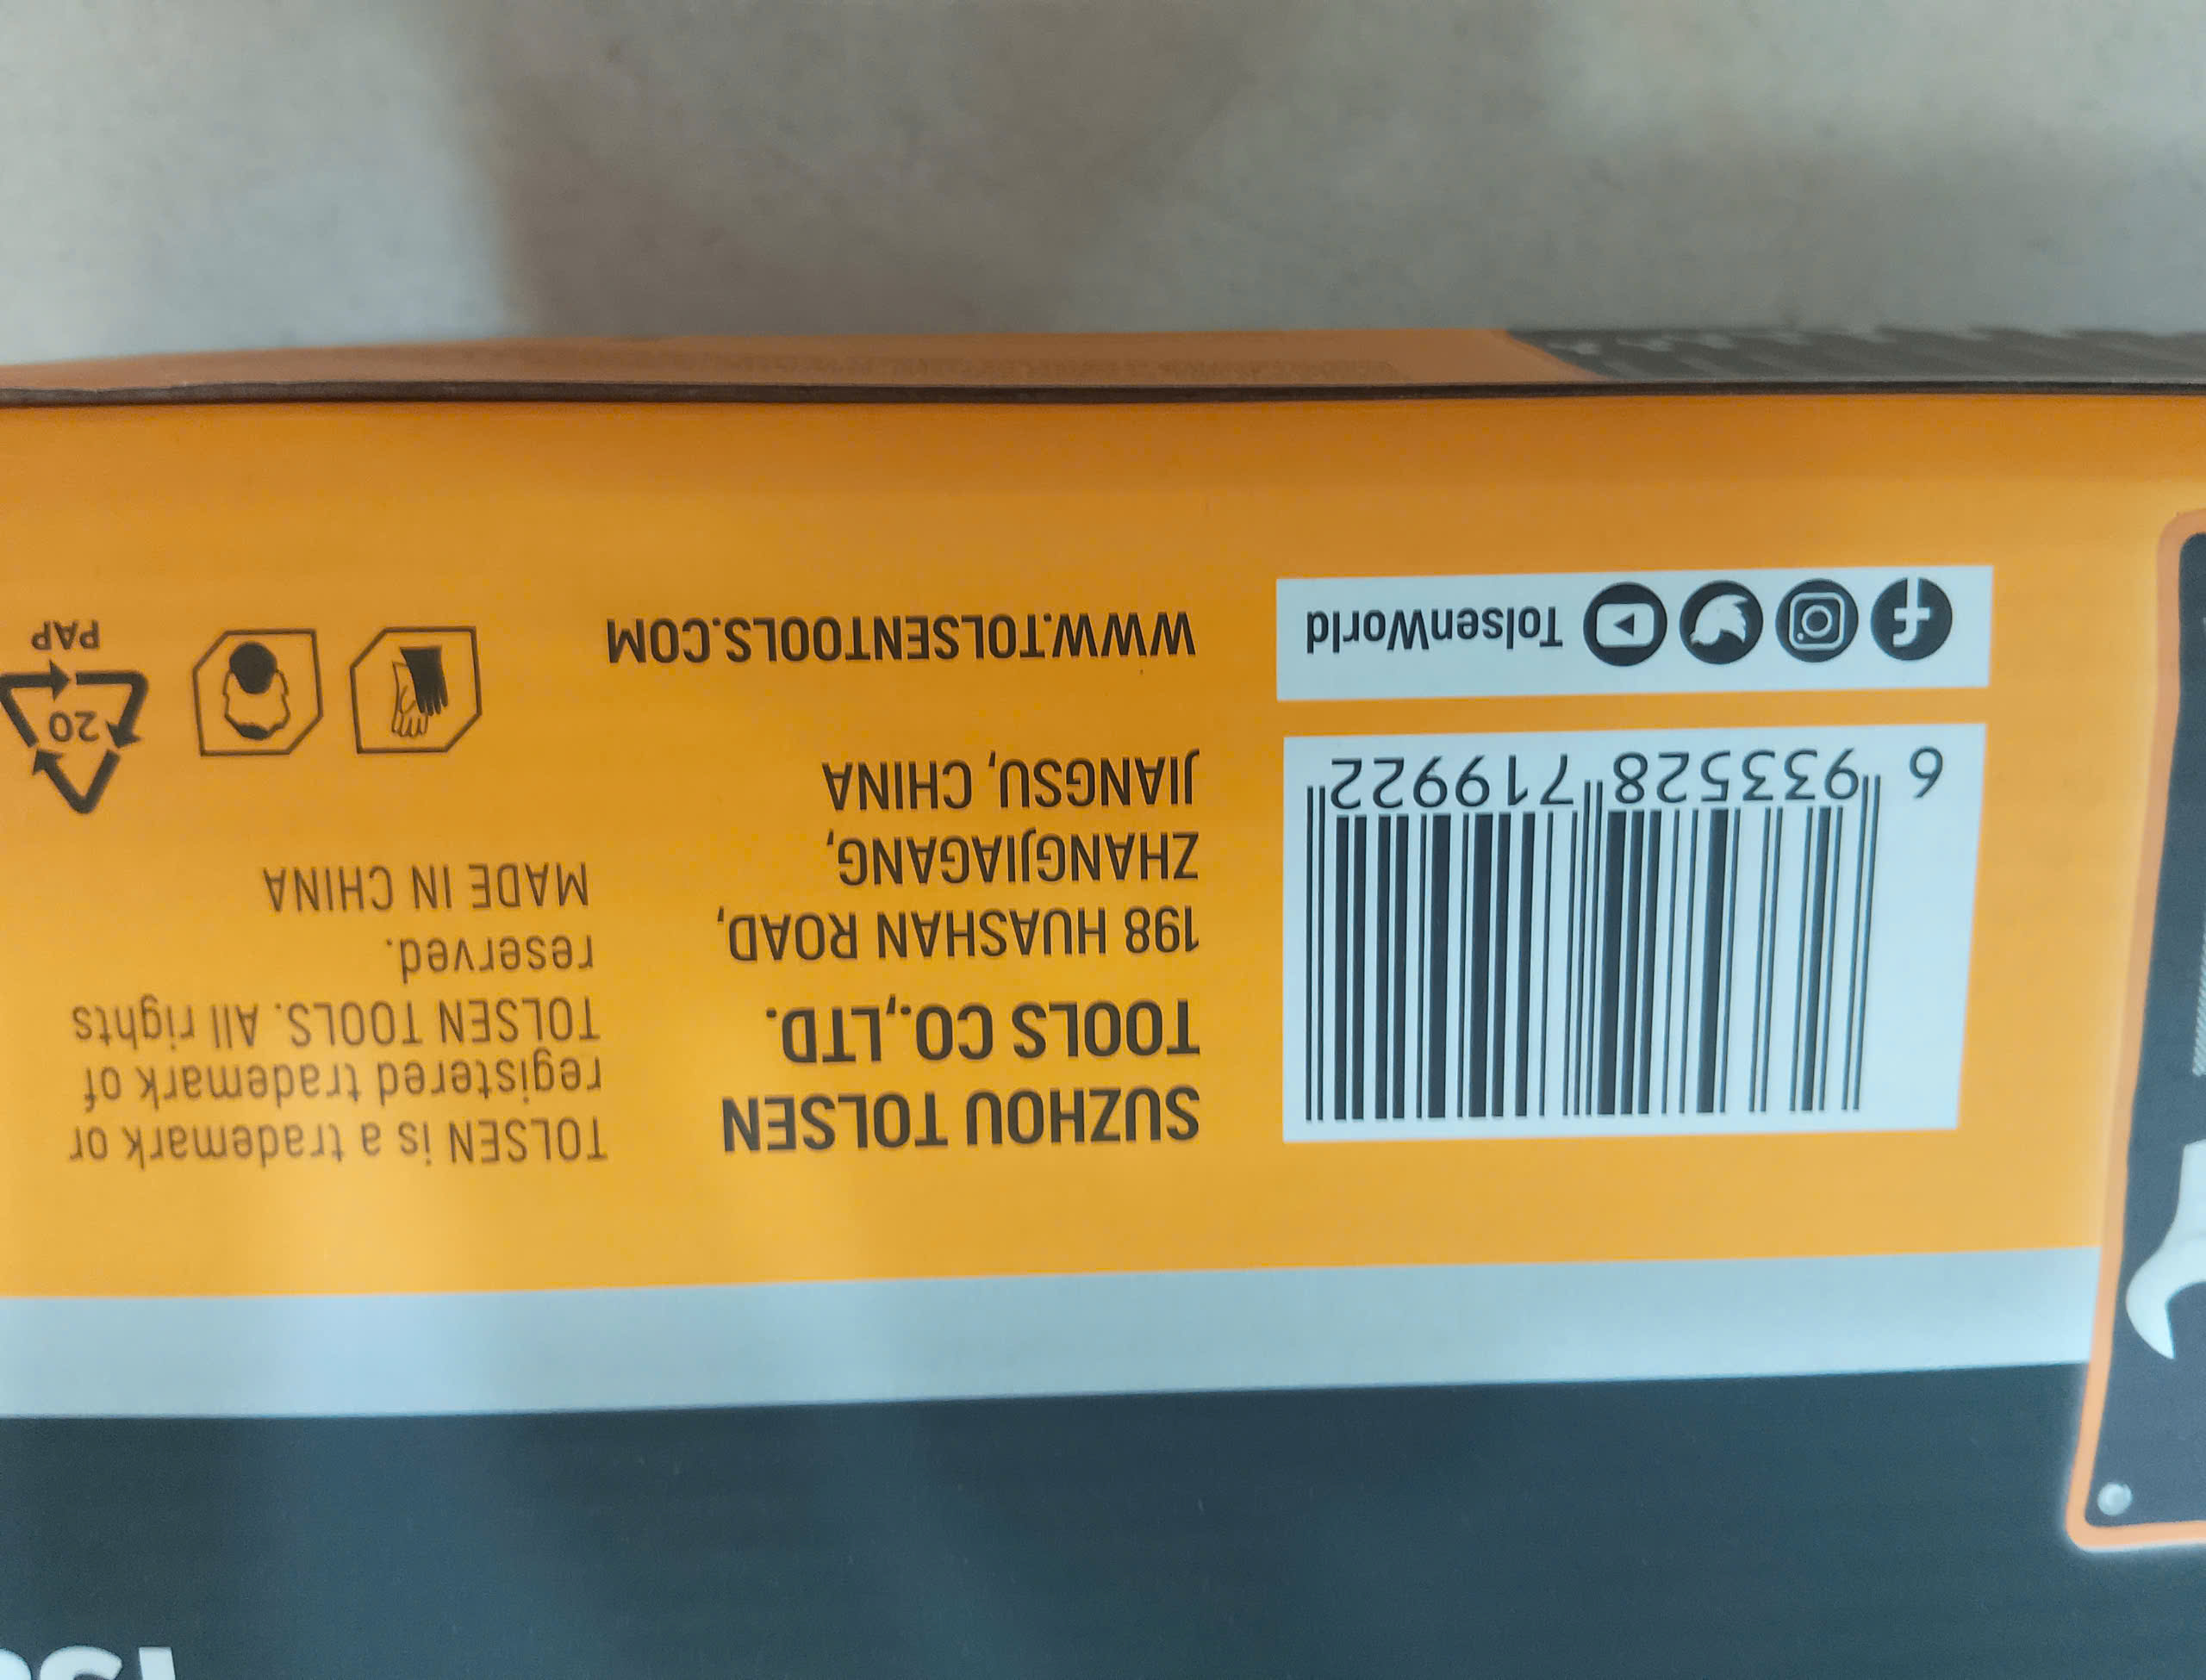 6 933528 719922
TolsenWorld
SUZHOU TOLSEN
TOOLS CO.,LTD.
198 HUASHAN ROAD,
ZHANGJIAGANG,
JIANGSU, CHINA
WWW.TOLSENTOOLS.COM
TOLSEN is a trademark or
registered trademark of
TOLSEN TOOLS. All rights
reserved.
MADE IN CHINA
20
PAP